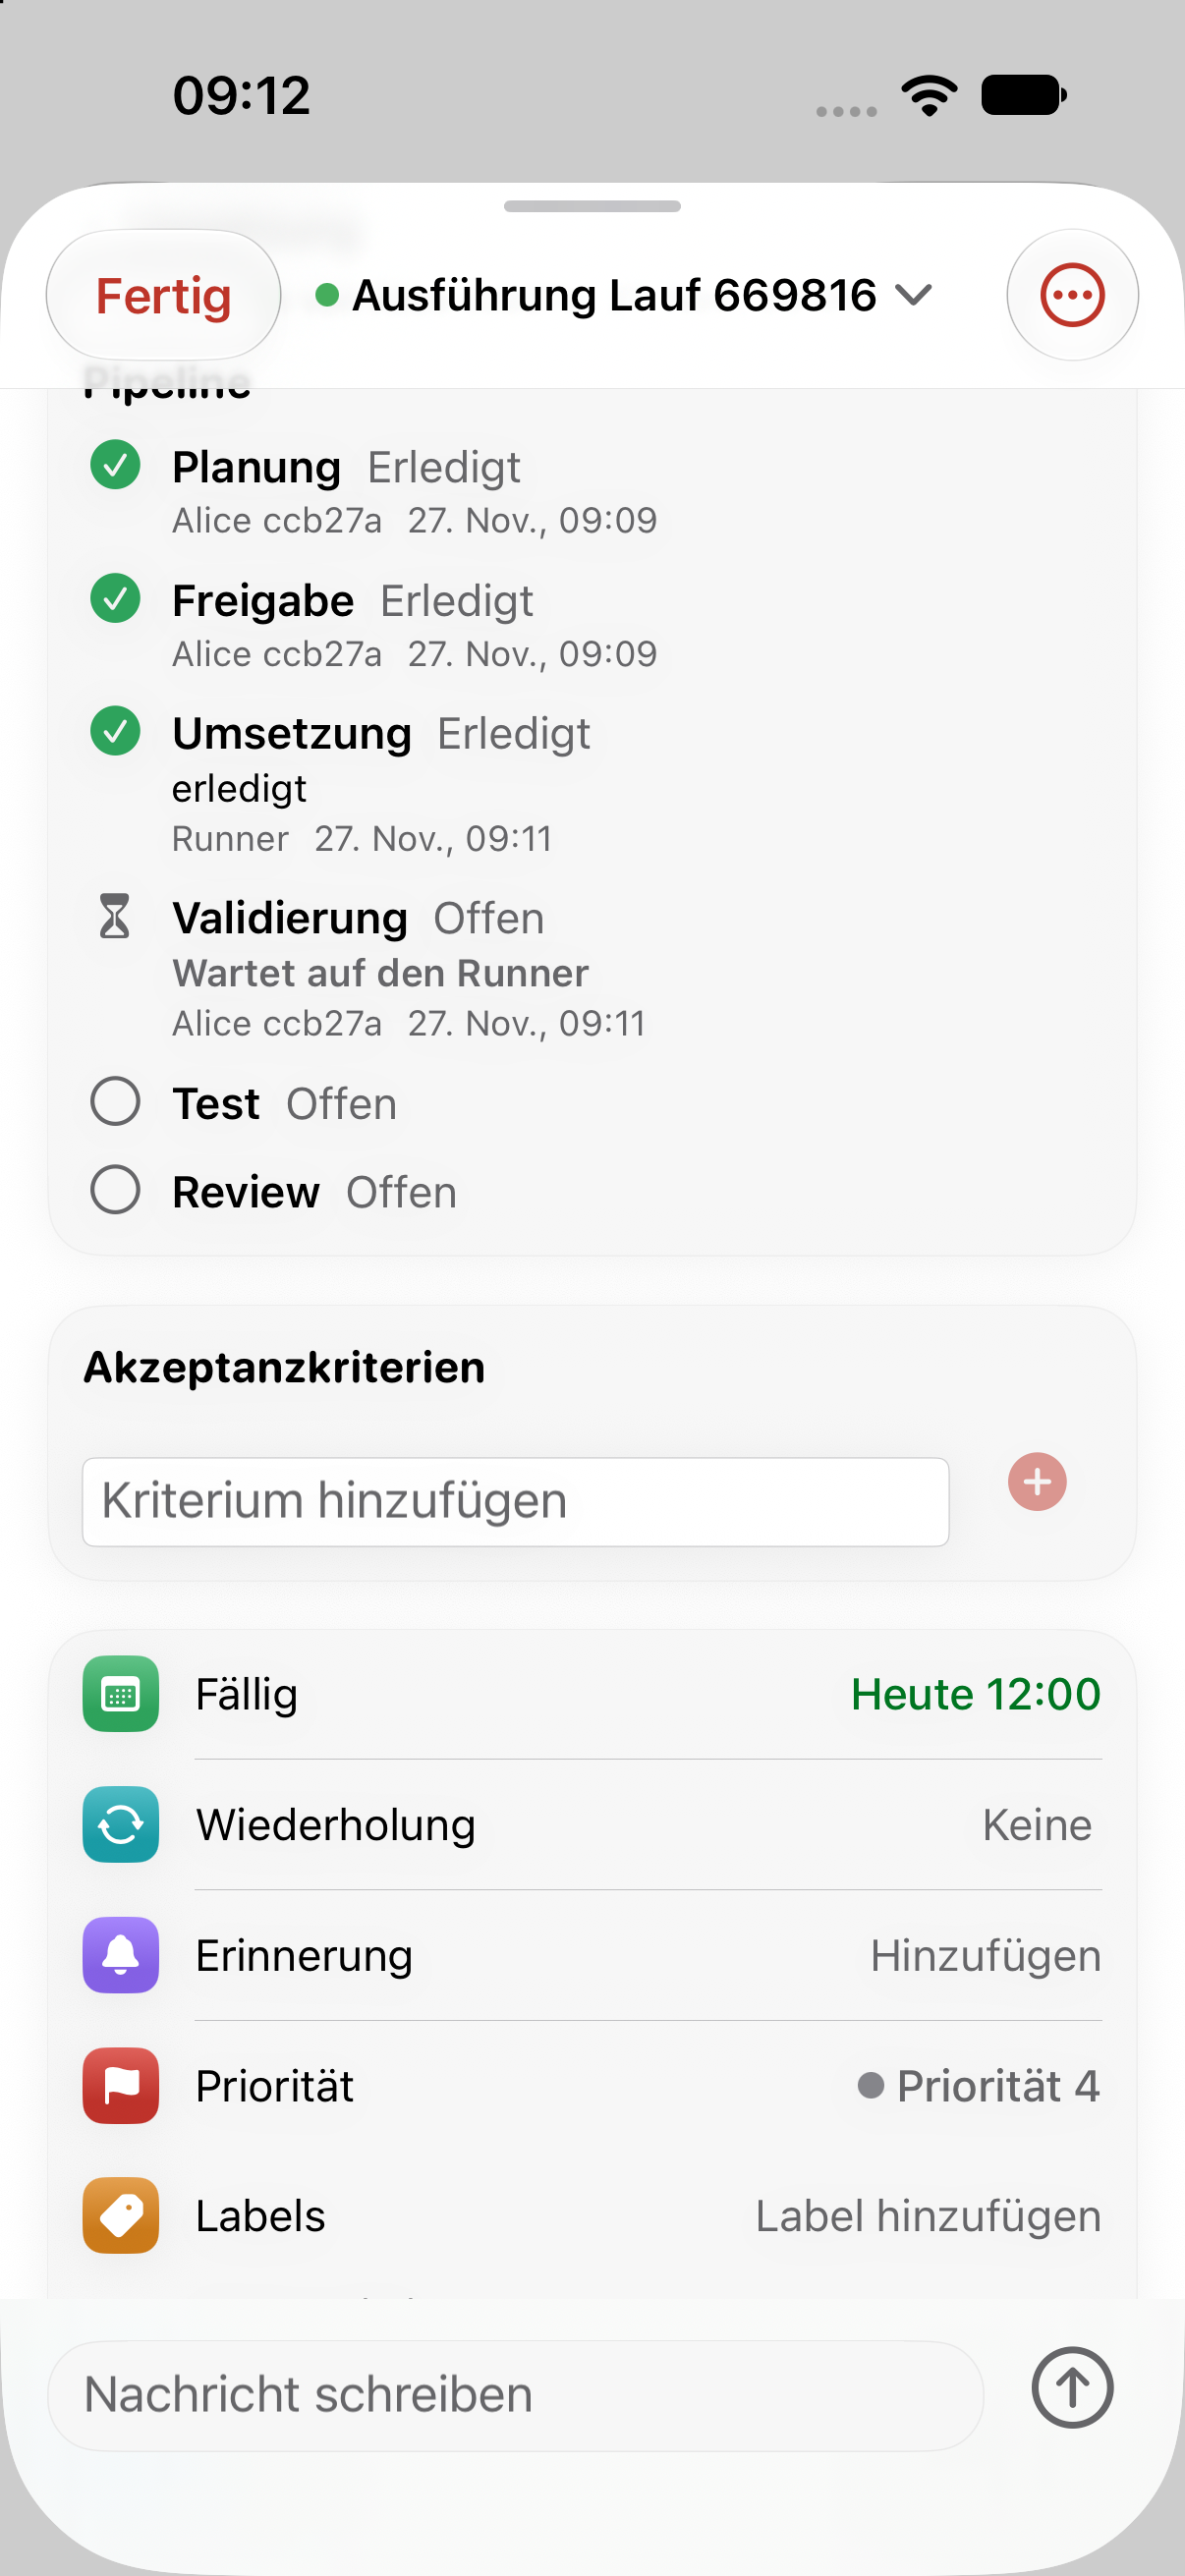 09:12
Fertig
Ausführung Lauf 669816
Pipeline
Planung Erledigt
Alice ccb27a 27. Nov., 09:09
Freigabe Erledigt
Alice ccb27a 27. Nov., 09:09
Umsetzung Erledigt
erledigt
Runner 27. Nov., 09:11
Validierung Offen
Wartet auf den Runner
Alice ccb27a 27. Nov., 09:11
Test Offen
Review Offen
Akzeptanzkriterien
Kriterium hinzufügen
Fällig Heute 12:00
Wiederholung Keine
Erinnerung Hinzufügen
Priorität Priorität 4
Labels Label hinzufügen
Nachricht schreiben